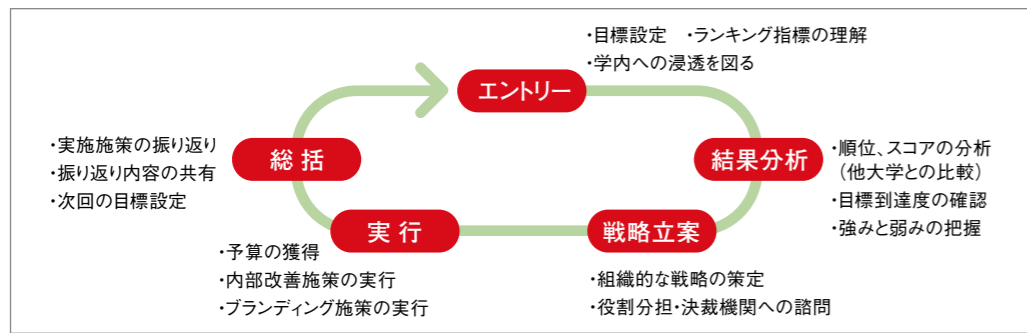 ・目標設定　・ランキング指標の理解
・学内への浸透を図る
エントリー
結果分析
・順位、スコアの分析
（他大学との比較）
・目標到達度の確認
・強みと弱みの把握
戦略立案
・組織的な戦略の策定
・役割分担・決裁機関への諮問
実 行
・予算の獲得
・内部改善施策の実行
・ブランディング施策の実行
総 括
・実施施策の振り返り
・振り返り内容の共有
・次回の目標設定